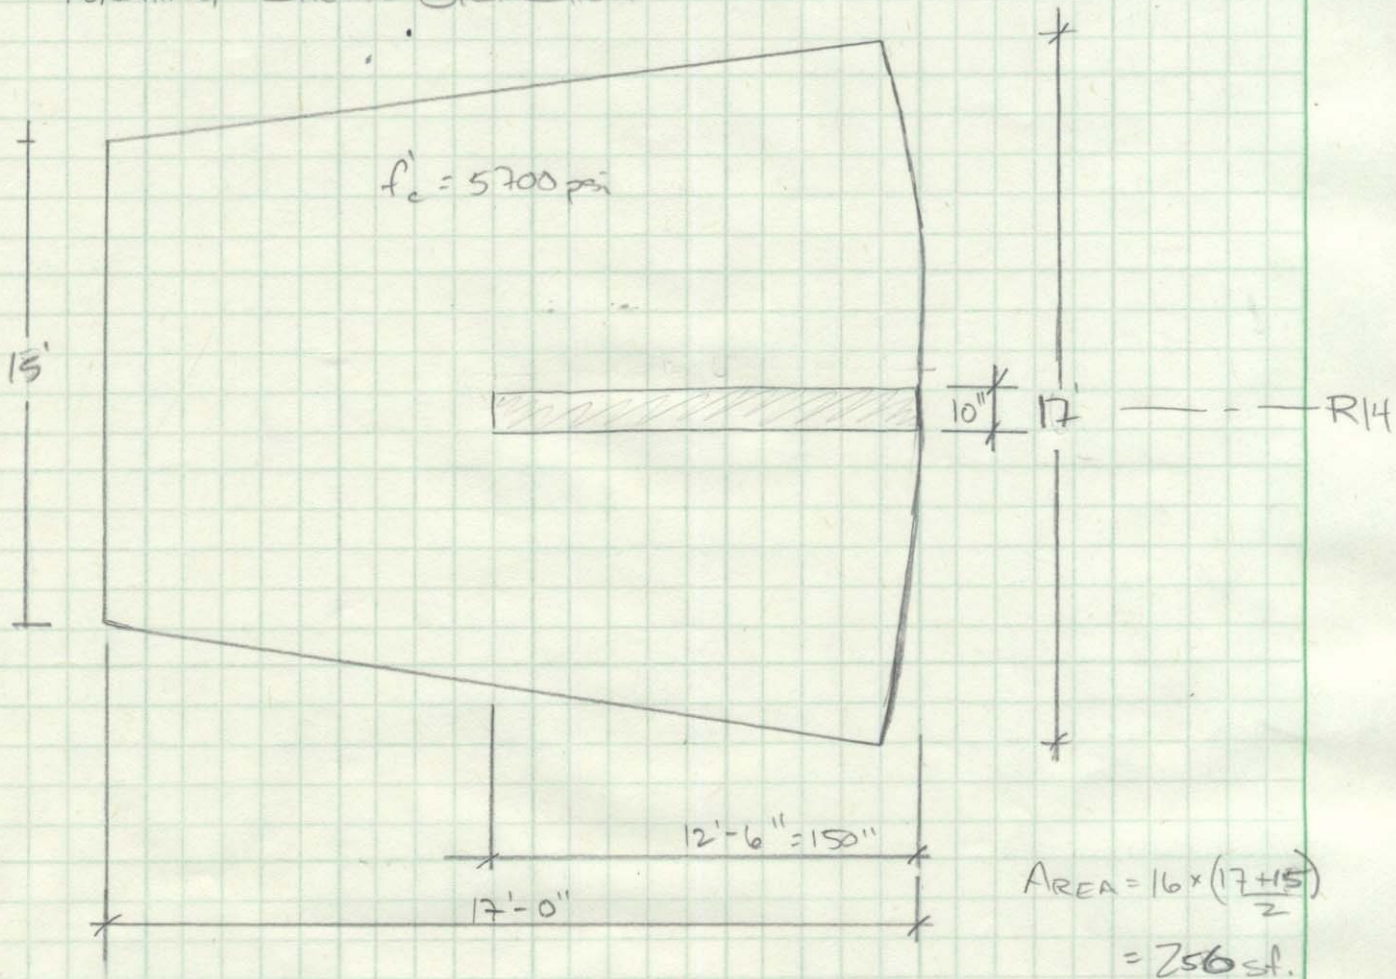 f'c = 5700 psi
15'
10"
17'
R14
12'-6" = 150"
17'-0"
AREA = 16 × (17+15)
2
= 256 sf.